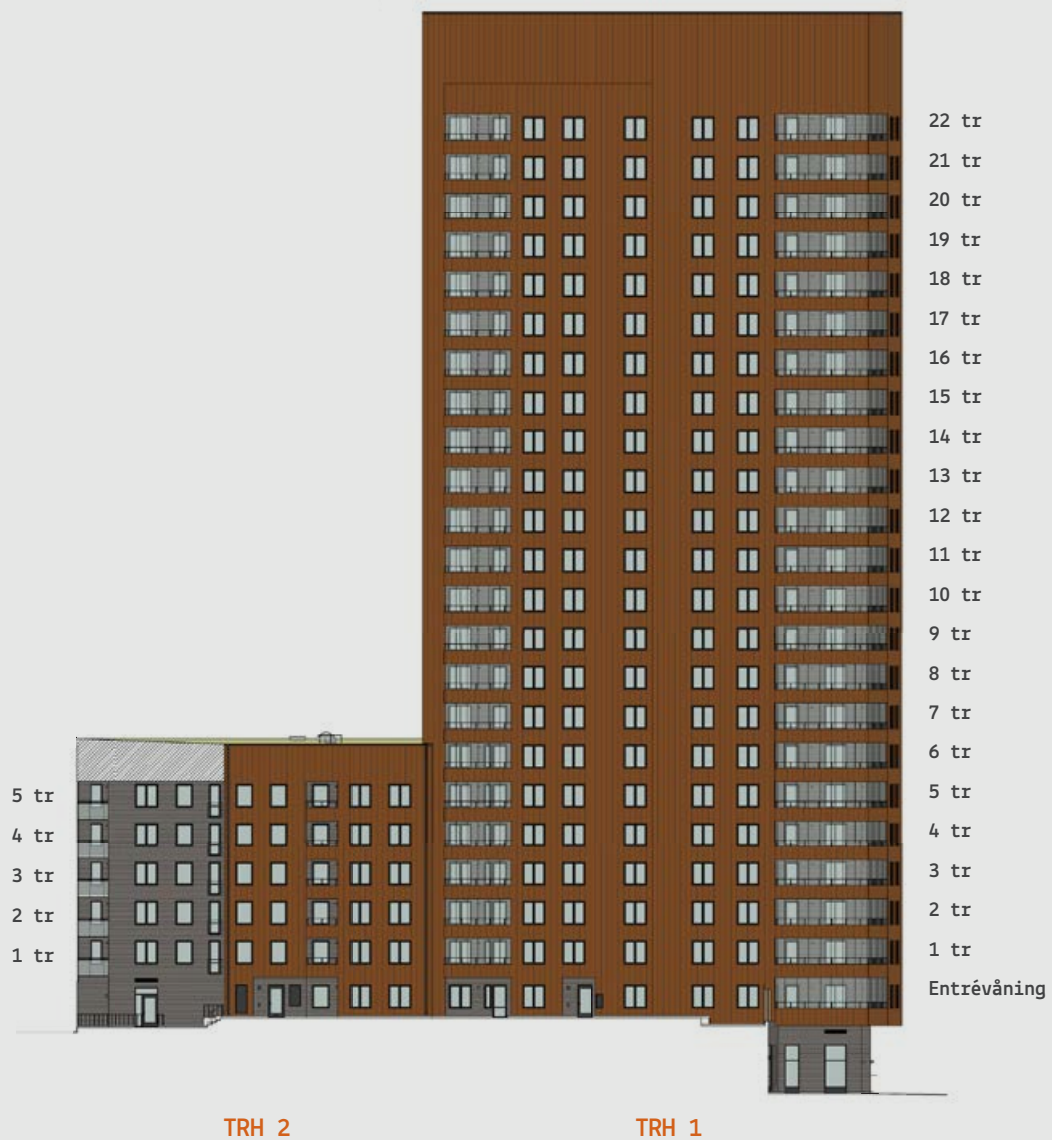 22 tr
21 tr
20 tr
19 tr
18 tr
17 tr
16 tr
15 tr
14 tr
13 tr
12 tr
11 tr
10 tr
9 tr
8 tr
7 tr
6 tr
5 tr
4 tr
3 tr
2 tr
1 tr
Entrévåning
5 tr
4 tr
3 tr
2 tr
1 tr
TRH 2
TRH 1